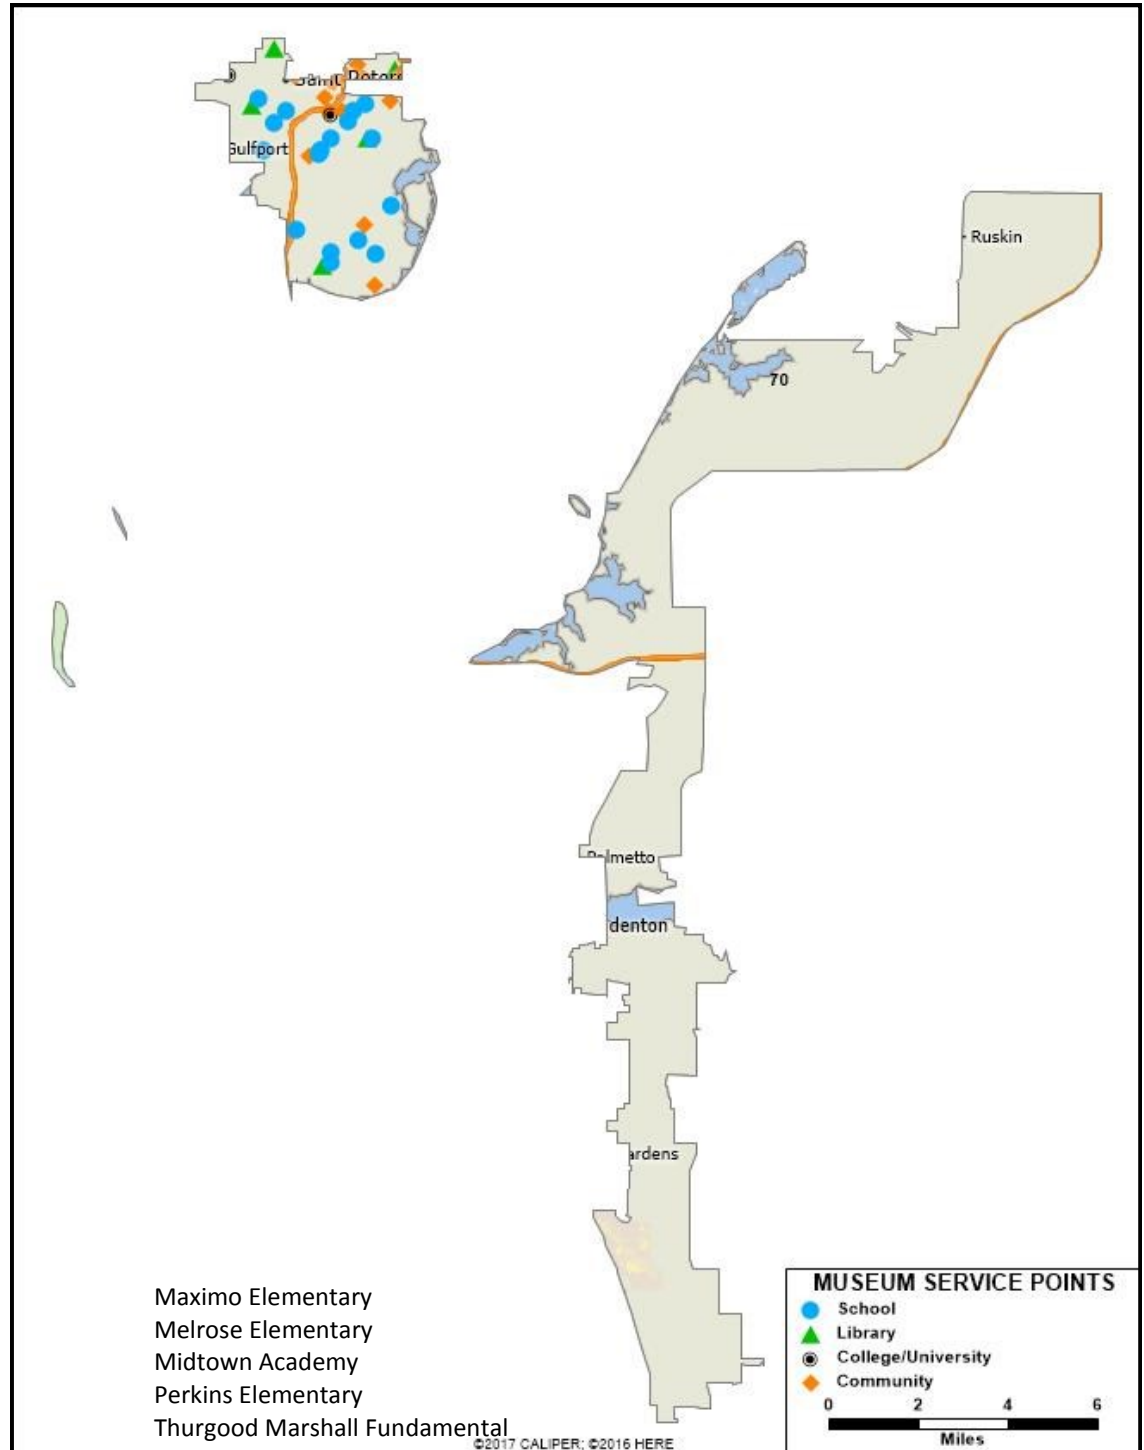 Gulfport
Ruskin
70
denton
ardens
Maximo Elementary
Melrose Elementary
Midtown Academy
Perkins Elementary
Thurgood Marshall Fundamental
MUSEUM SERVICE POINTS
School
Library
College/University
Community
0 2 4 6
Miles
©2017 CALIPER; ©2016 HERE